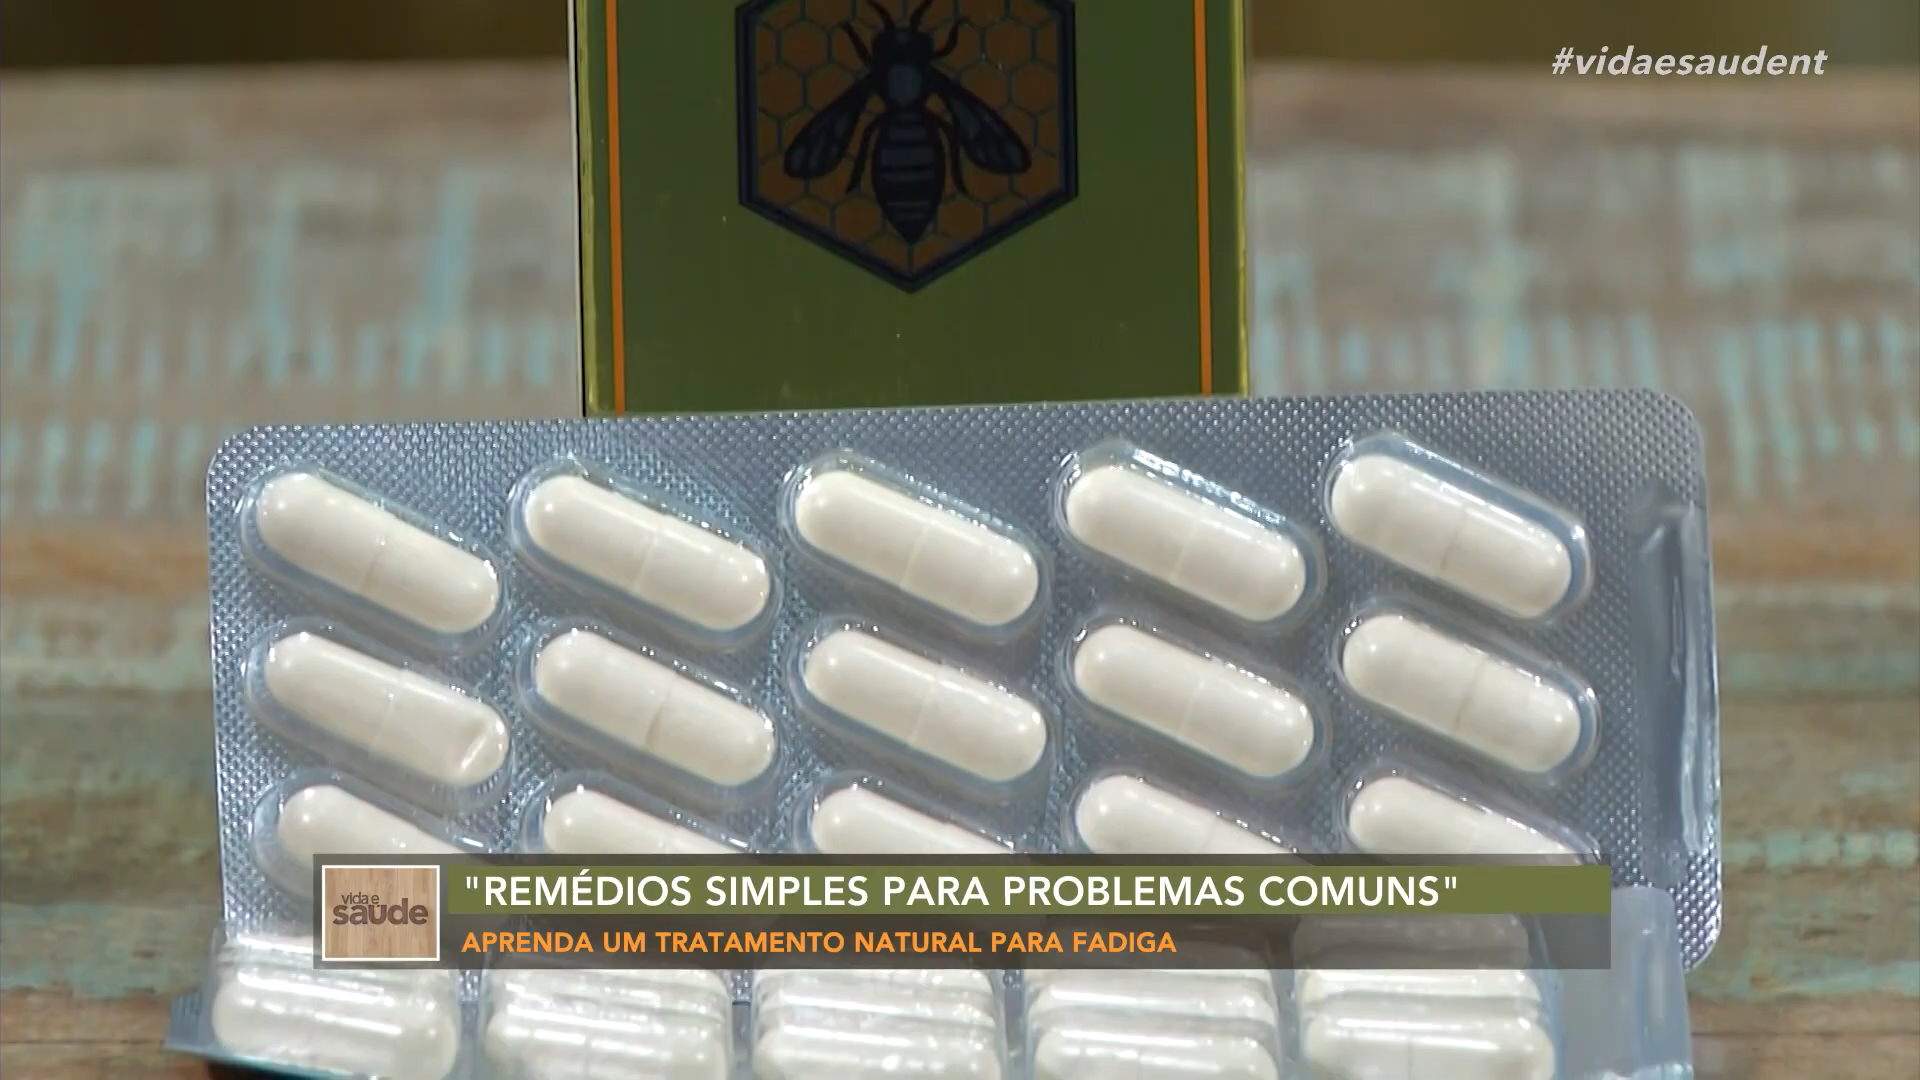 #vidaesaudent
vida e
saúde
"REMÉDIOS SIMPLES PARA PROBLEMAS COMUNS"
APRENDA UM TRATAMENTO NATURAL PARA FADIGA